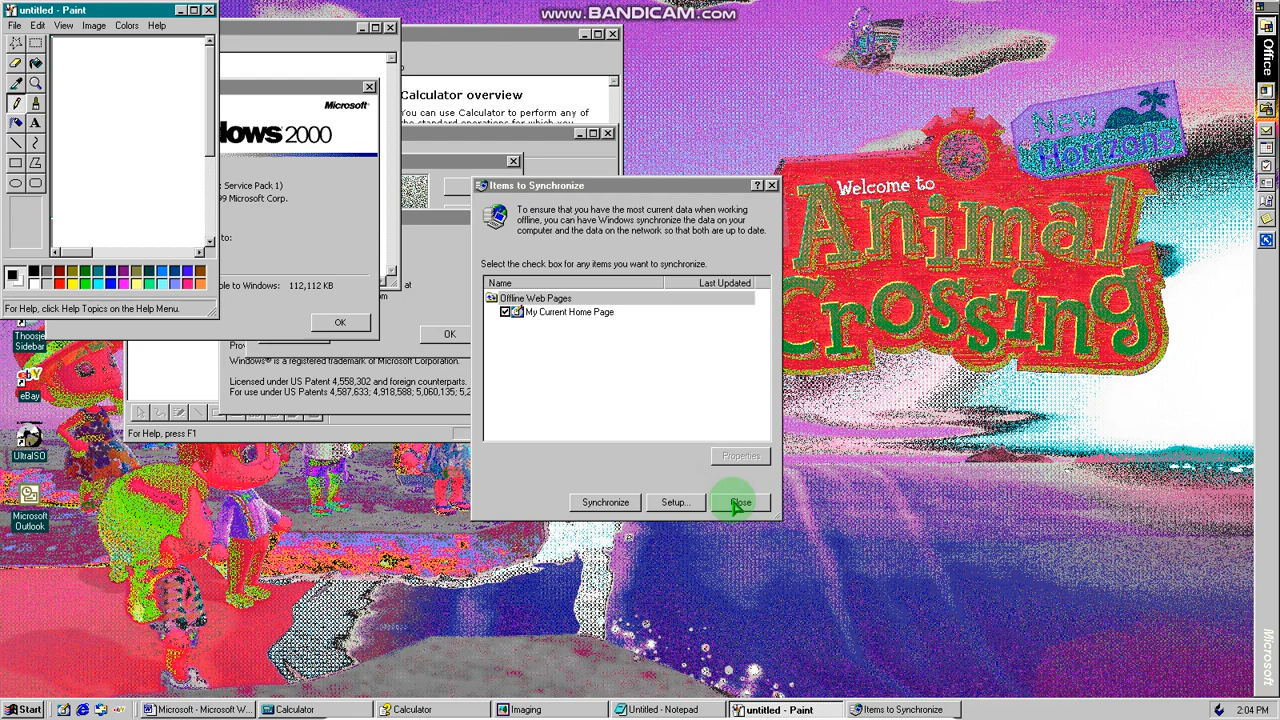 www.BANDICAM.com
untitled - Paint
File Edit View Image Colors Help
For Help, click Help Topics on the Help Menu.
Microsoft
dows 2000
Service Pack 1)
99 Microsoft Corp.
to:
ble to Windows: 112,112 KB
OK
Calculator overview
You can use Calculator to perform any of
the standard operations for which you
at
OK
Windows® is a registered trademark of Microsoft Corporation.
Licensed under US Patent 4,558,302 and foreign counterparts.
For use under US Patents 4,587,633; 4,918,598; 5,060,135; 5,2
For Help, press F1
Items to Synchronize
To ensure that you have the most current data when working
offline, you can have Windows synchronize the data on your
computer and the data on the network so that both are up to date.
Select the check box for any items you want to synchronize.
Name Last Updated
Offline Web Pages
My Current Home Page
Properties
Synchronize Setup... Close
Welcome to
Animal
Crossing
New
Horizons
Office
Microsoft
Thoosje
Sidebar
eBay
UltraISO
Microsoft
Outlook
Start
Microsoft - Microsoft W...
Calculator
Calculator
Imaging
Untitled - Notepad
untitled - Paint
Items to Synchronize
2:04 PM